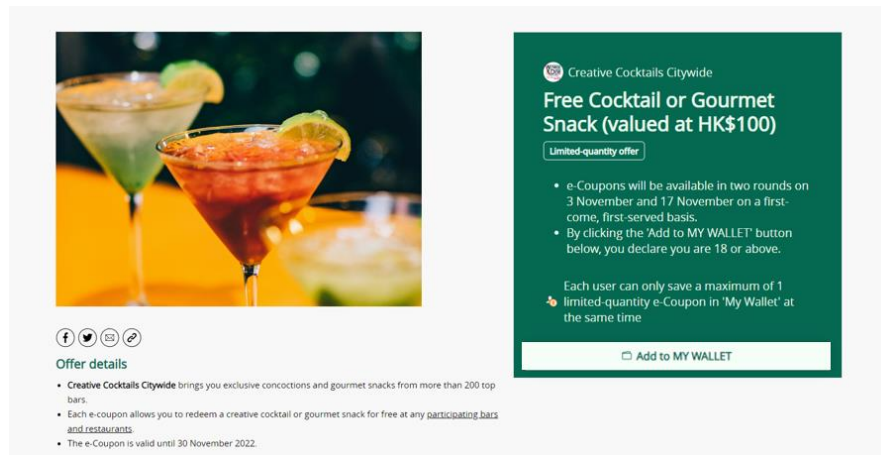 Creative Cocktails Citywide
Free Cocktail or Gourmet
Snack (valued at HK$100)
Limited-quantity offer
• e-Coupons will be available in two rounds on
3 November and 17 November on a first-
come, first-served basis.
• By clicking the 'Add to MY WALLET' button
below, you declare you are 18 or above.
Each user can only save a maximum of 1
limited-quantity e-Coupon in 'My Wallet' at
the same time
Add to MY WALLET
Offer details
• Creative Cocktails Citywide brings you exclusive concoctions and gourmet snacks from more than 200 top
bars.
• Each e-coupon allows you to redeem a creative cocktail or gourmet snack for free at any participating bars
and restaurants.
• The e-Coupon is valid until 30 November 2022.